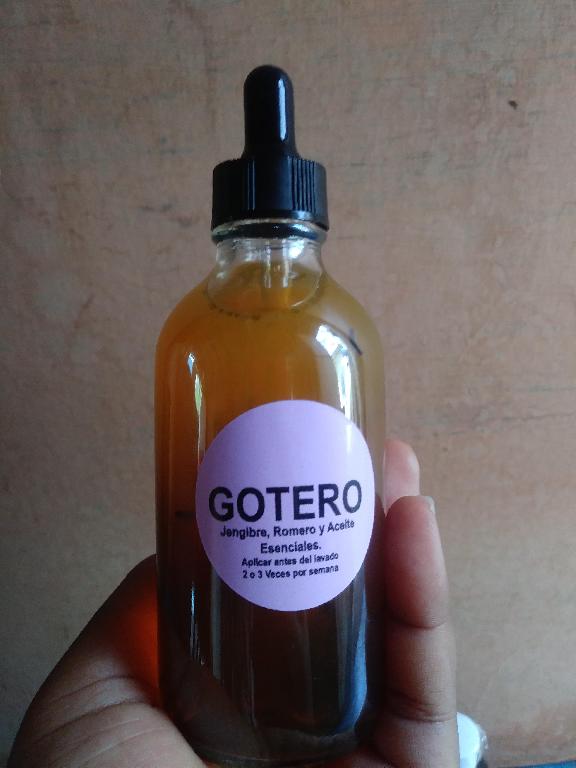 GOTERO
Jengibre, Romero y Aceite
Esenciales.
Aplicar antes del lavado
2 o 3 Veces por semana